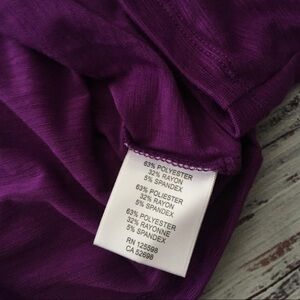 63% POLYESTER
32% RAYON
5% SPANDEX
63% POLIESTER
32% RAYON
5% SPANDEX
63% POLYESTER
32% RAYONNE
5% SPANDEX
RN 125598
CA 52698